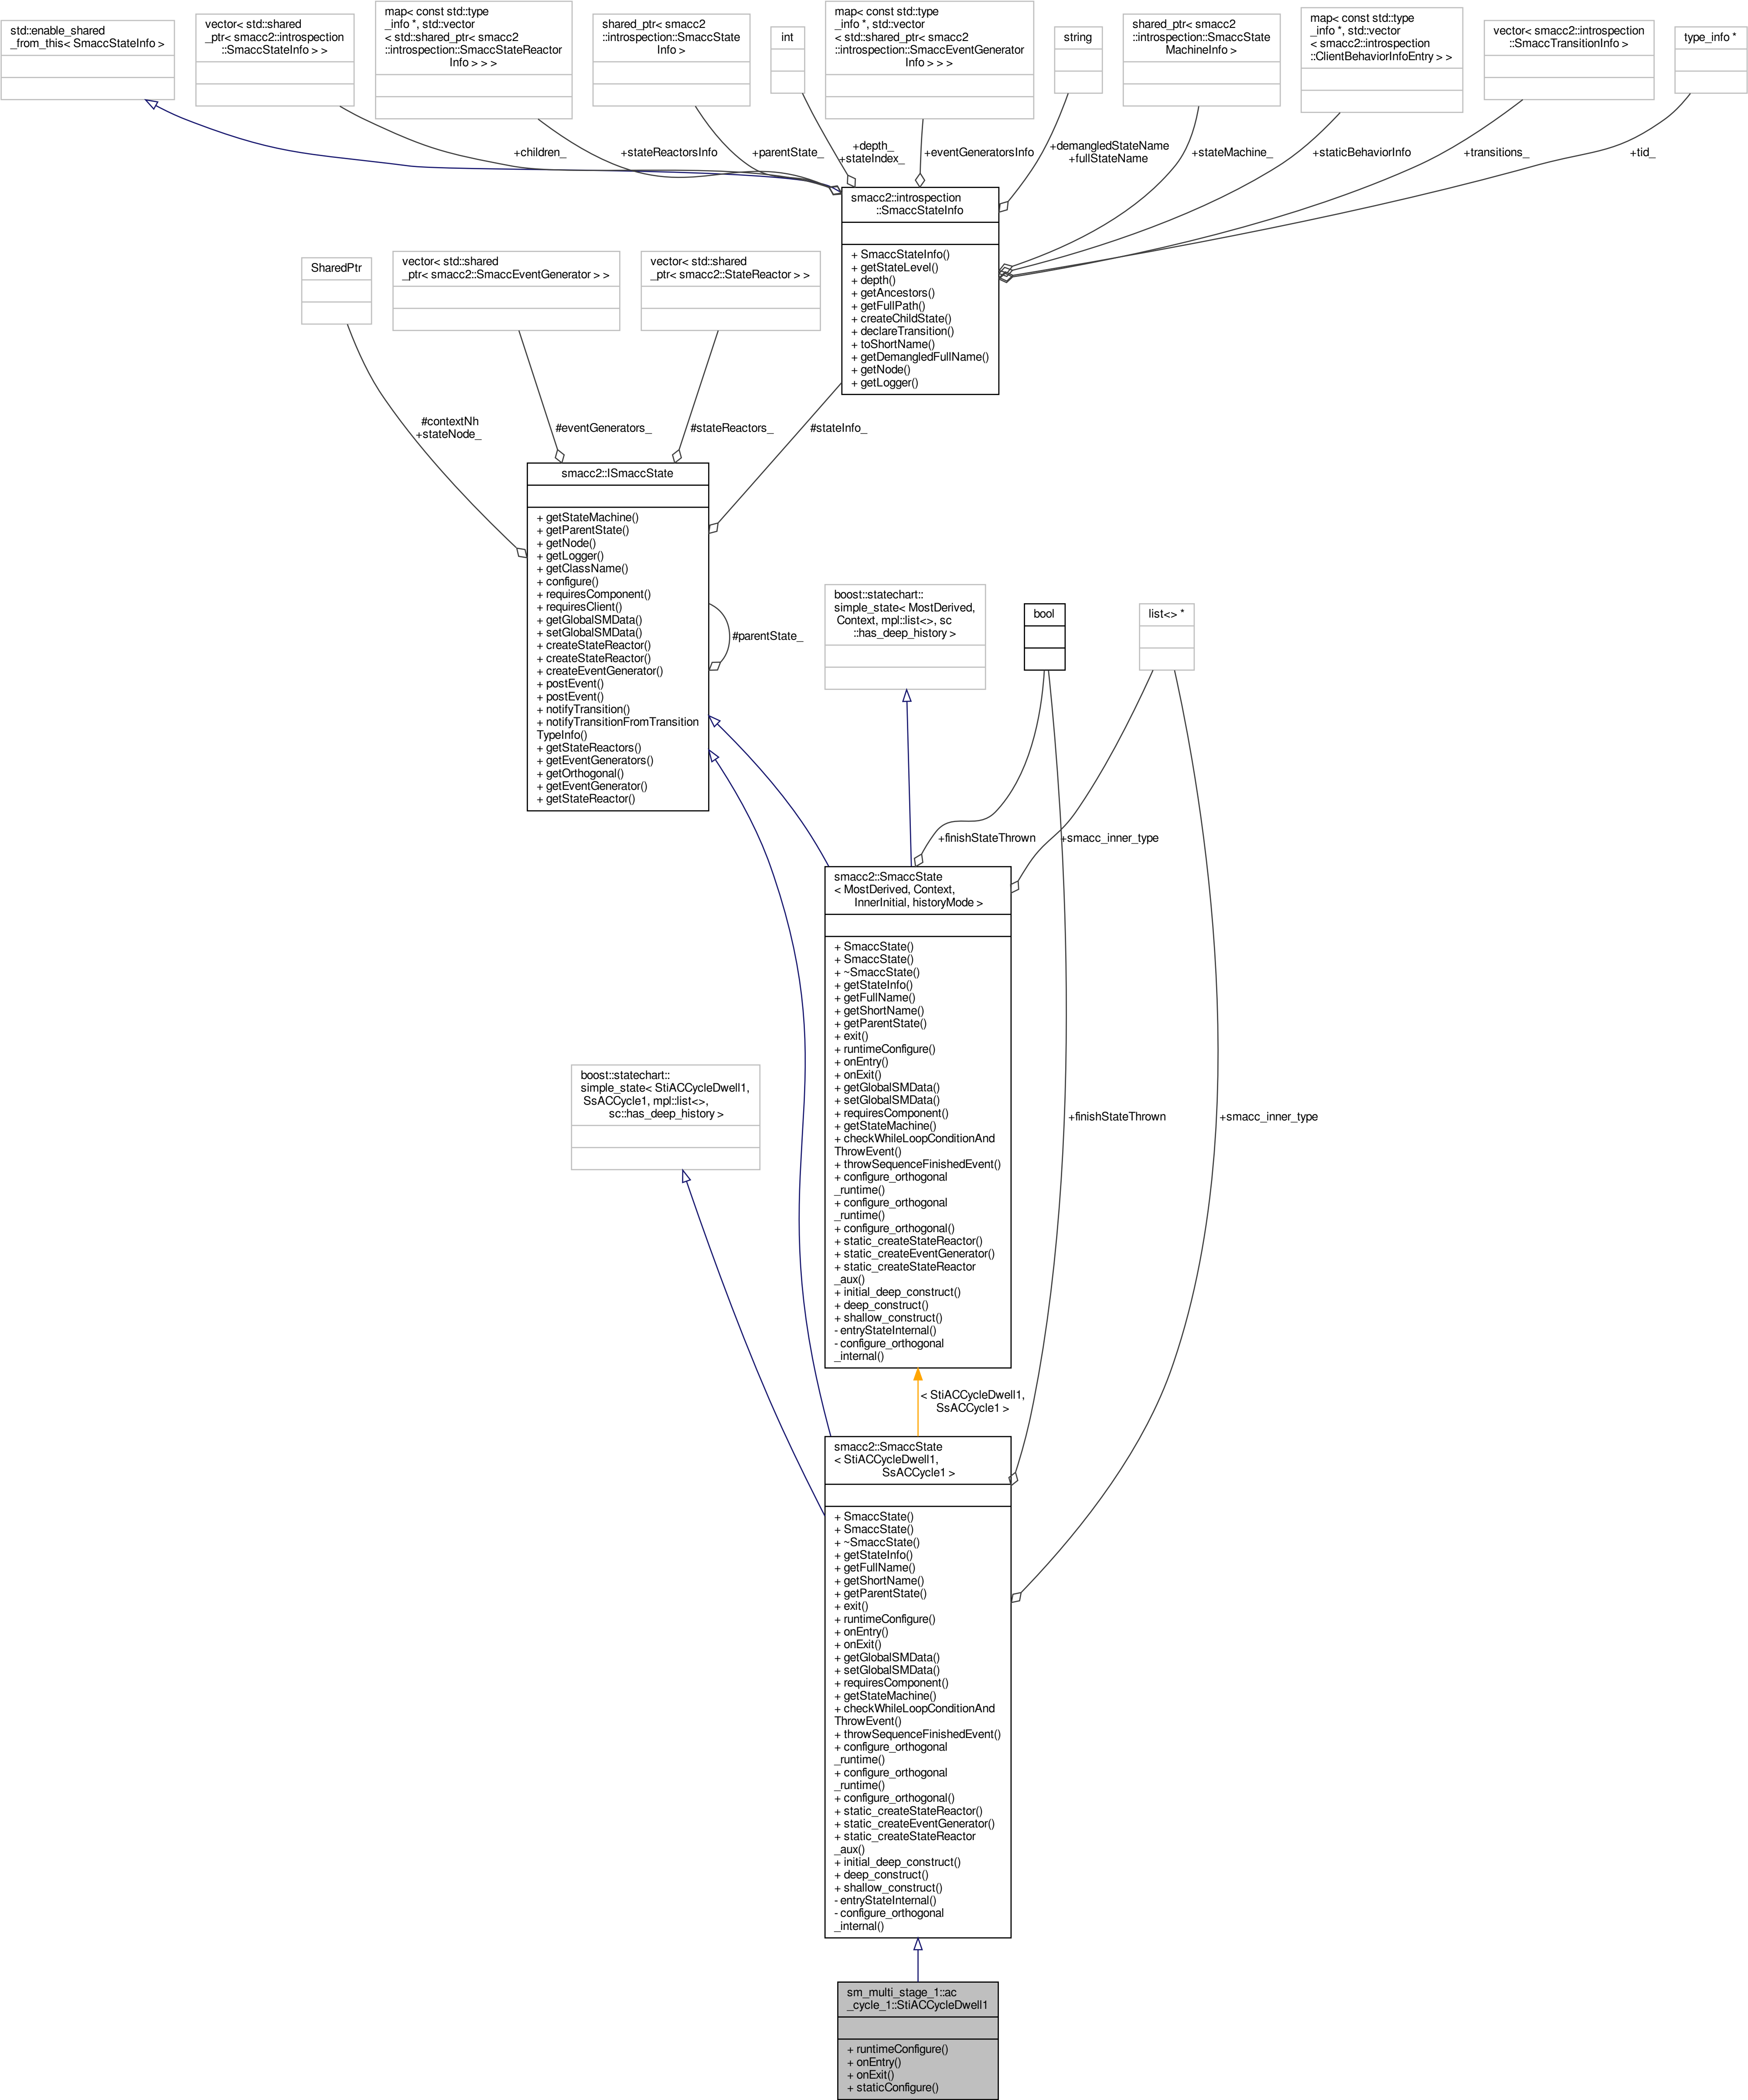 std::enable_shared
_from_this< SmaccStateInfo >
vector< std::shared
_ptr< smacc2::introspection
::SmaccStateInfo > >
map< const std::type
_info *, std::vector
< std::shared_ptr< smacc2
::introspection::SmaccStateReactor
Info > > >
shared_ptr< smacc2
::introspection::SmaccState
Info >
int
map< const std::type
_info *, std::vector
< std::shared_ptr< smacc2
::introspection::SmaccEventGenerator
Info > > >
string
shared_ptr< smacc2
::introspection::SmaccState
MachineInfo >
map< const std::type
_info *, std::vector
< smacc2::introspection
::ClientBehaviorInfoEntry > >
vector< smacc2::introspection
::SmaccTransitionInfo >
type_info *
+children_
+stateReactorsInfo
+parentState_
+depth_
+stateIndex_
+eventGeneratorsInfo
+demangledStateName
+fullStateName
+stateMachine_
+staticBehaviorInfo
+transitions_
+tid_
smacc2::introspection
::SmaccStateInfo
+ SmaccStateInfo()
+ getStateLevel()
+ depth()
+ getAncestors()
+ getFullPath()
+ createChildState()
+ declareTransition()
+ toShortName()
+ getDemangledFullName()
+ getNode()
+ getLogger()
SharedPtr
vector< std::shared
_ptr< smacc2::SmaccEventGenerator > >
vector< std::shared
_ptr< smacc2::StateReactor > >
#contextNh
+stateNode_
#eventGenerators_
#stateReactors_
#stateInfo_
smacc2::ISmaccState
+ getStateMachine()
+ getParentState()
+ getNode()
+ getLogger()
+ getClassName()
+ configure()
+ requiresComponent()
+ requiresClient()
+ getGlobalSMData()
+ setGlobalSMData()
+ createStateReactor()
+ createStateReactor()
+ createEventGenerator()
+ postEvent()
+ postEvent()
+ notifyTransition()
+ notifyTransitionFromTransition
TypeInfo()
+ getStateReactors()
+ getEventGenerators()
+ getOrthogonal()
+ getEventGenerator()
+ getStateReactor()
#parentState_
boost::statechart::
simple_state< MostDerived,
Context, mpl::list<>, sc
::has_deep_history >
bool
list<> *
+finishStateThrown
+smacc_inner_type
smacc2::SmaccState
< MostDerived, Context,
InnerInitial, historyMode >
+ SmaccState()
+ SmaccState()
+ ~SmaccState()
+ getStateInfo()
+ getFullName()
+ getShortName()
+ getParentState()
+ exit()
+ runtimeConfigure()
+ onEntry()
+ onExit()
+ getGlobalSMData()
+ setGlobalSMData()
+ requiresComponent()
+ getStateMachine()
+ checkWhileLoopConditionAnd
ThrowEvent()
+ throwSequenceFinishedEvent()
+ configure_orthogonal
_runtime()
+ configure_orthogonal
_runtime()
+ configure_orthogonal()
+ static_createStateReactor()
+ static_createEventGenerator()
+ static_createStateReactor
_aux()
+ initial_deep_construct()
+ deep_construct()
+ shallow_construct()
- entryStateInternal()
- configure_orthogonal
_internal()
boost::statechart::
simple_state< StiACCycleDwell1,
SsACCycle1, mpl::list<>,
sc::has_deep_history >
+finishStateThrown
+smacc_inner_type
< StiACCycleDwell1,
SsACCycle1 >
smacc2::SmaccState
< StiACCycleDwell1,
SsACCycle1 >
+ SmaccState()
+ SmaccState()
+ ~SmaccState()
+ getStateInfo()
+ getFullName()
+ getShortName()
+ getParentState()
+ exit()
+ runtimeConfigure()
+ onEntry()
+ onExit()
+ getGlobalSMData()
+ setGlobalSMData()
+ requiresComponent()
+ getStateMachine()
+ checkWhileLoopConditionAnd
ThrowEvent()
+ throwSequenceFinishedEvent()
+ configure_orthogonal
_runtime()
+ configure_orthogonal
_runtime()
+ configure_orthogonal()
+ static_createStateReactor()
+ static_createEventGenerator()
+ static_createStateReactor
_aux()
+ initial_deep_construct()
+ deep_construct()
+ shallow_construct()
- entryStateInternal()
- configure_orthogonal
_internal()
sm_multi_stage_1::ac
_cycle_1::StiACCycleDwell1
+ runtimeConfigure()
+ onEntry()
+ onExit()
+ staticConfigure()